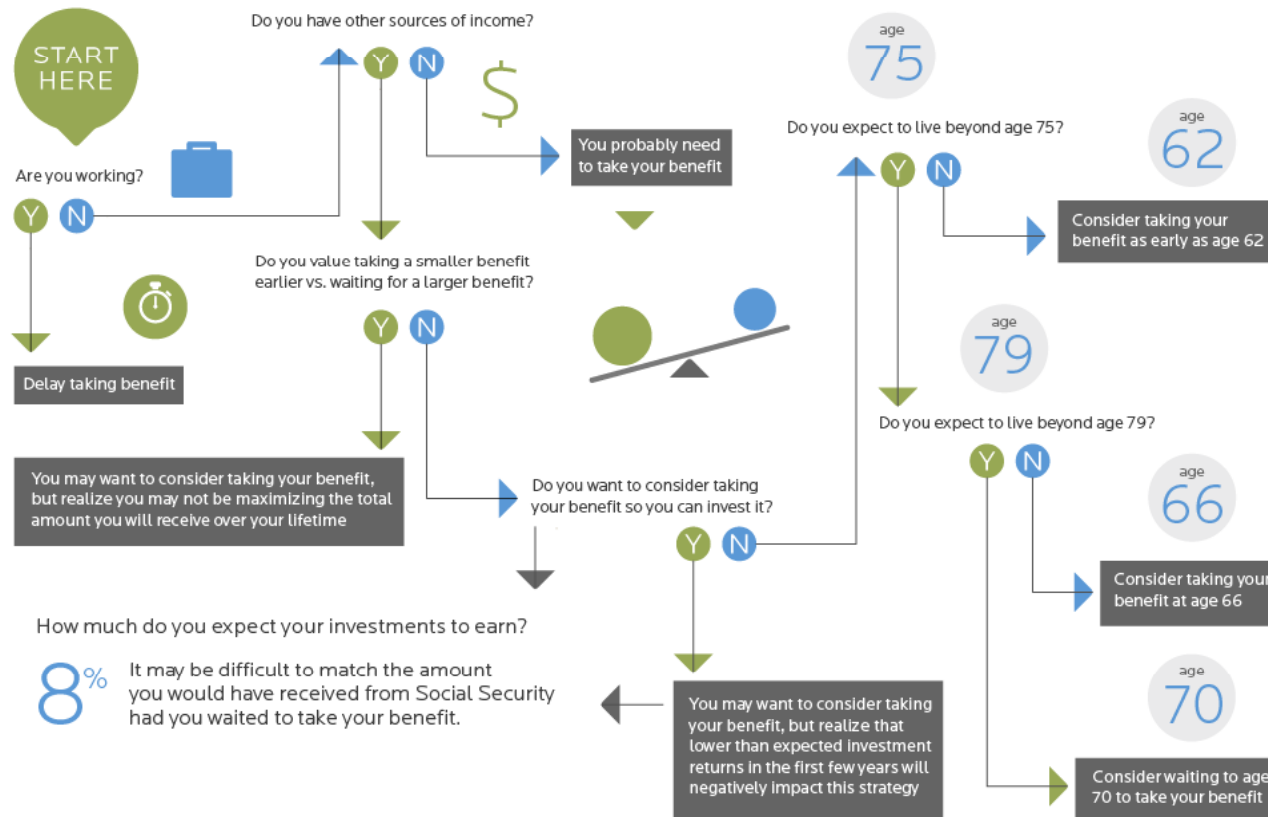 START
HERE
Are you working?
Y N
Delay taking benefit
Do you have other sources of income?
Y N
$
You probably need
to take your benefit
Do you value taking a smaller benefit
earlier vs. waiting for a larger benefit?
Y N
You may want to consider taking your benefit,
but realize you may not be maximizing the total
amount you will receive over your lifetime
Do you want to consider taking
your benefit so you can invest it?
Y N
How much do you expect your investments to earn?
8%
It may be difficult to match the amount
you would have received from Social Security
had you waited to take your benefit.
You may want to consider taking
your benefit, but realize that
lower than expected investment
returns in the first few years will
negatively impact this strategy
age
75
Do you expect to live beyond age 75?
Y N
age
62
Consider taking your
benefit as early as age 62
age
79
Do you expect to live beyond age 79?
Y N
age
66
Consider taking your
benefit at age 66
age
70
Consider waiting to age
70 to take your benefit